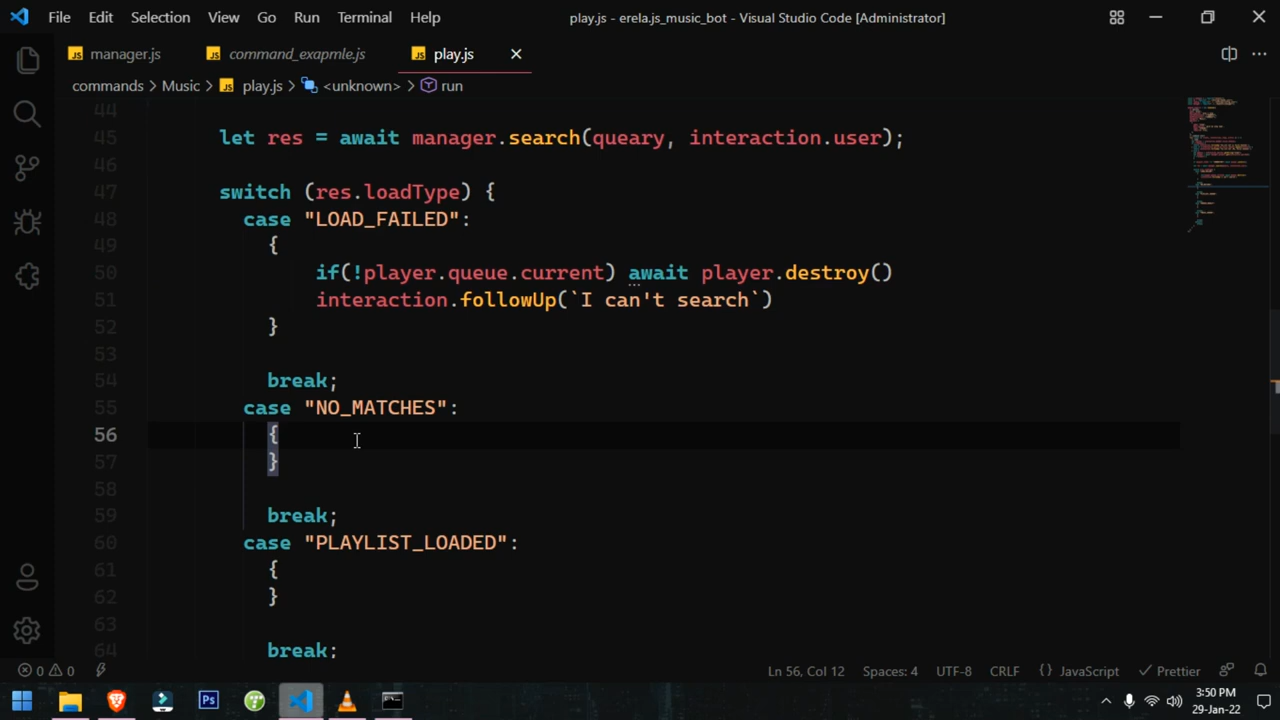 File Edit Selection View Go Run Terminal Help play.js - erela.js_music_bot - Visual Studio Code [Administrator]
JS manager.js JS command_exapmle.js JS play.js
commands > Music > JS play.js > <unknown> > run
44
45 let res = await manager.search(queary, interaction.user);
46
47 switch (res.loadType) {
48 case "LOAD_FAILED":
49 {
50 if(!player.queue.current) await player.destroy()
51 interaction.followUp(`I can't search`)
52 }
53
54 break;
55 case "NO_MATCHES":
56 {
57 }
58
59 break;
60 case "PLAYLIST_LOADED":
61 {
62 }
63
64 break;
0 0 Ln 56, Col 12 Spaces: 4 UTF-8 CRLF {} JavaScript Prettier
Ps 3:50 PM
29-Jan-22